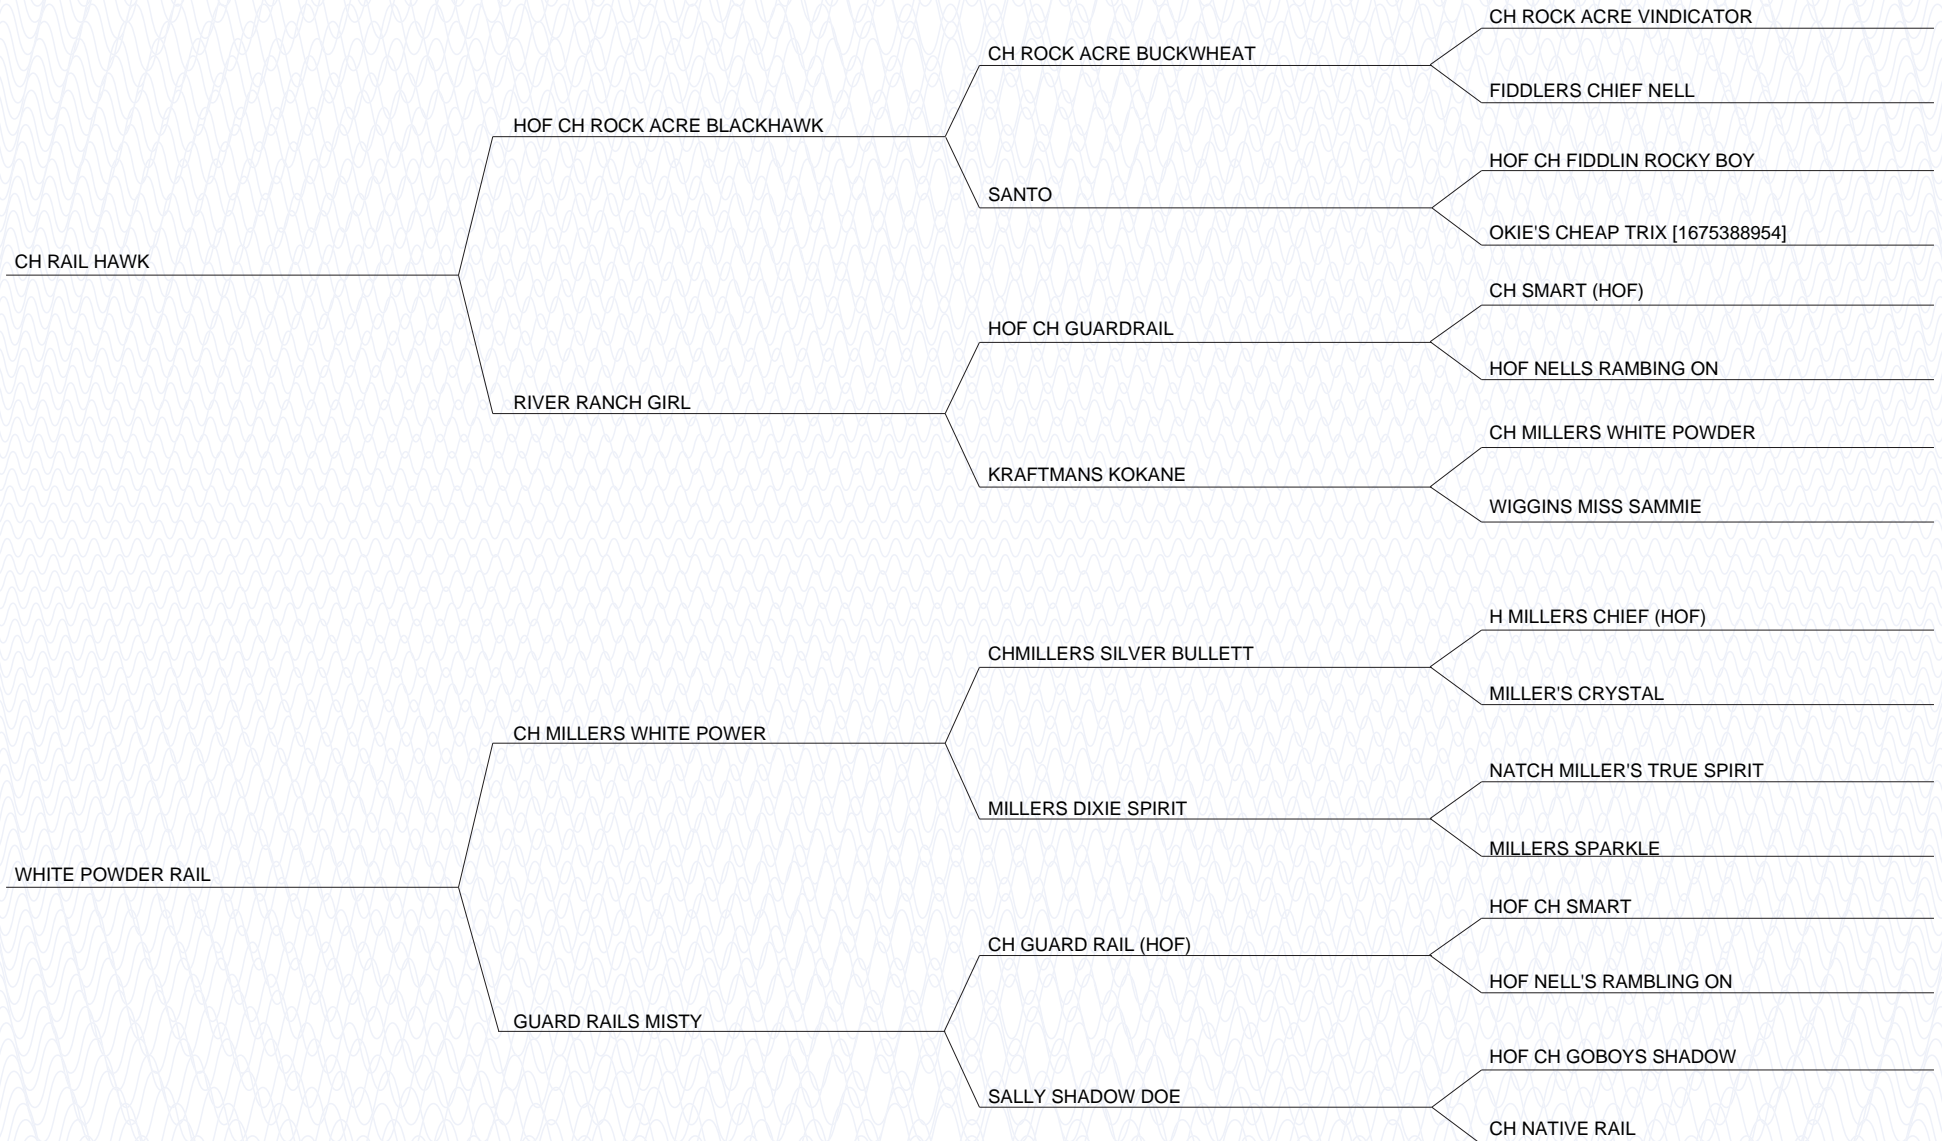 CH ROCK ACRE VINDICATOR
CH ROCK ACRE BUCKWHEAT
FIDDLERS CHIEF NELL
HOF CH ROCK ACRE BLACKHAWK
HOF CH FIDDLIN ROCKY BOY
SANTO
OKIE'S CHEAP TRIX [1675388954]
CH RAIL HAWK
CH SMART (HOF)
HOF CH GUARDRAIL
HOF NELLS RAMBING ON
RIVER RANCH GIRL
CH MILLERS WHITE POWDER
KRAFTMANS KOKANE
WIGGINS MISS SAMMIE
H MILLERS CHIEF (HOF)
CHMILLERS SILVER BULLETT
MILLER'S CRYSTAL
CH MILLERS WHITE POWER
NATCH MILLER'S TRUE SPIRIT
MILLERS DIXIE SPIRIT
MILLERS SPARKLE
WHITE POWDER RAIL
HOF CH SMART
CH GUARD RAIL (HOF)
HOF NELL'S RAMBLING ON
GUARD RAILS MISTY
HOF CH GOBOYS SHADOW
SALLY SHADOW DOE
CH NATIVE RAIL